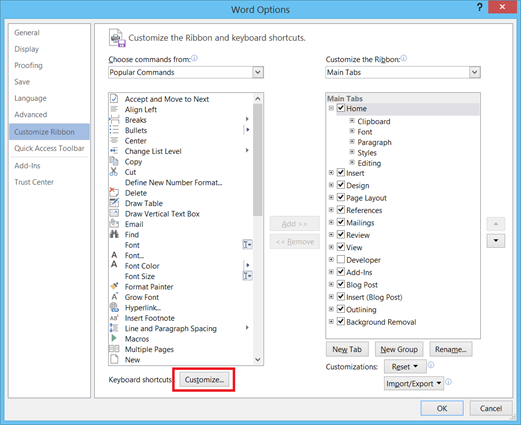 Word Options
?
General
Display
Proofing
Save
Language
Advanced
Customize Ribbon
Quick Access Toolbar
Add-Ins
Trust Center
Customize the Ribbon and keyboard shortcuts.
Choose commands from:
Popular Commands
Accept and Move to Next
Align Left
Breaks
Bullets
Center
Change List Level
Copy
Cut
Define New Number Format...
Delete
Draw Table
Draw Vertical Text Box
Email
Find
Font
Font...
Font Color
Font Size
Format Painter
Grow Font
Hyperlink...
Insert Footnote
Line and Paragraph Spacing
Macros
Multiple Pages
New
Keyboard shortcuts:
Customize...
Add >>
<< Remove
Customize the Ribbon:
Main Tabs
Main Tabs
Home
Clipboard
Font
Paragraph
Styles
Editing
Insert
Design
Page Layout
References
Mailings
Review
View
Developer
Add-Ins
Blog Post
Insert (Blog Post)
Outlining
Background Removal
New Tab
New Group
Rename...
Customizations:
Reset
Import/Export
OK
Cancel